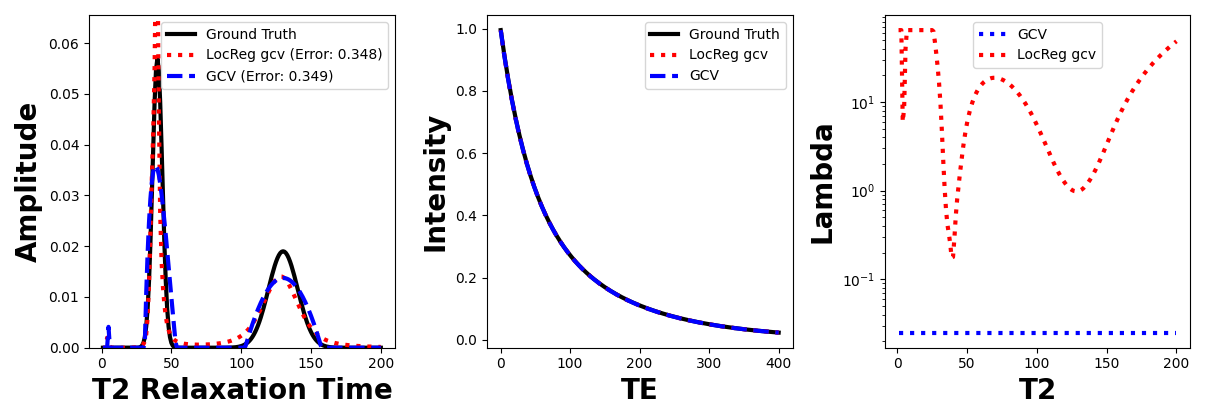 Amplitude
0.06
0.05
0.04
0.03
0.02
0.01
0.00
0
50
100
150
200
T2 Relaxation Time
Ground Truth
LocReg gcv (Error: 0.348)
GCV (Error: 0.349)
Intensity
1.0
0.8
0.6
0.4
0.2
0.0
0
100
200
300
400
TE
Ground Truth
LocReg gcv
GCV
Lambda
10¹
10⁰
10⁻¹
0
50
100
150
200
T2
GCV
LocReg gcv